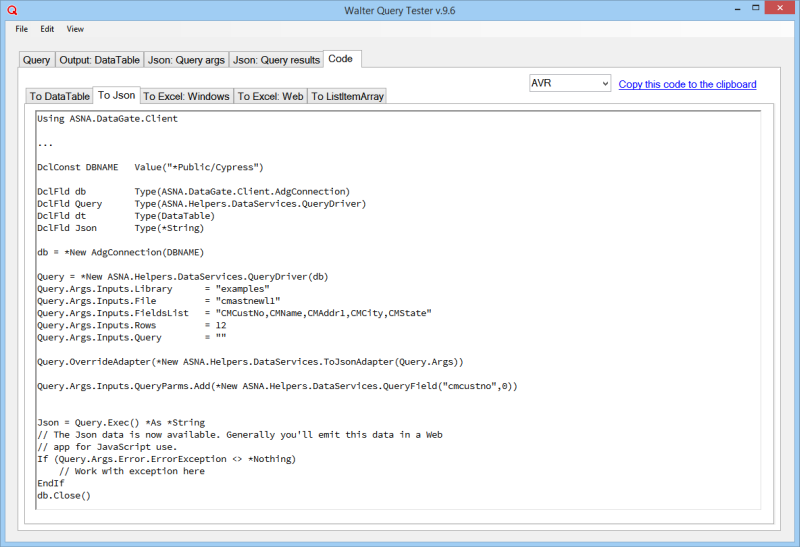 Walter Query Tester v.9.6
File Edit View
Query Output: DataTable Json: Query args Json: Query results Code
AVR Copy this code to the clipboard
To DataTable To Json To Excel: Windows To Excel: Web To ListItemArray
Using ASNA.DataGate.Client
...
DclConst DBNAME Value("*Public/Cypress")
DclFld db Type(ASNA.DataGate.Client.AdgConnection)
DclFld Query Type(ASNA.Helpers.DataServices.QueryDriver)
DclFld dt Type(DataTable)
DclFld Json Type(*String)
db = *New AdgConnection(DBNAME)
Query = *New ASNA.Helpers.DataServices.QueryDriver(db)
Query.Args.Inputs.Library = "examples"
Query.Args.Inputs.File = "cmastnewl1"
Query.Args.Inputs.FieldsList = "CMCustNo,CMName,CMAddr1,CMCity,CMState"
Query.Args.Inputs.Rows = 12
Query.Args.Inputs.Query = ""
Query.OverrideAdapter(*New ASNA.Helpers.DataServices.ToJsonAdapter(Query.Args))
Query.Args.Inputs.QueryParms.Add(*New ASNA.Helpers.DataServices.QueryField("cmcustno",0))
Json = Query.Exec() *As *String
// The Json data is now available. Generally you'll emit this data in a Web
// app for JavaScript use.
If (Query.Args.Error.ErrorException <> *Nothing)
// Work with exception here
EndIf
db.Close()